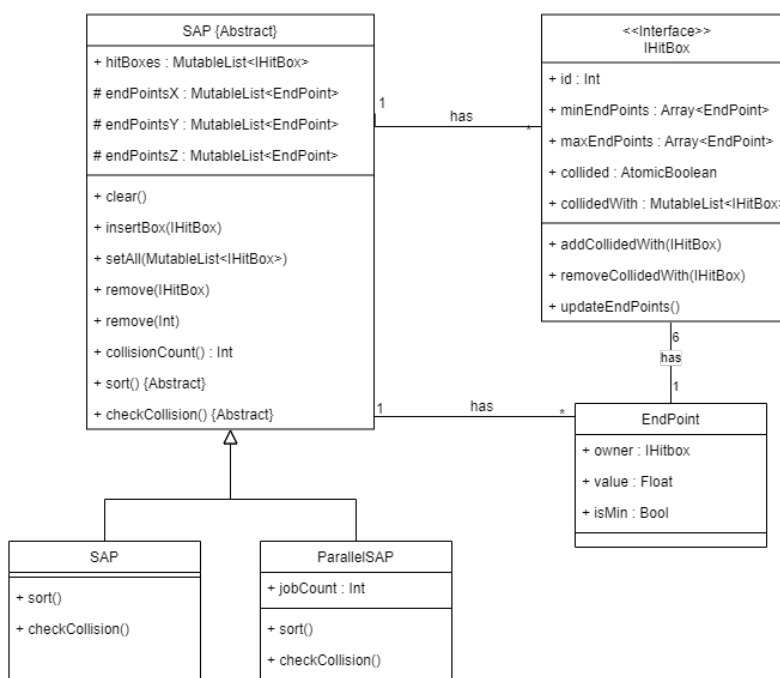 SAP {Abstract}
+ hitBoxes : MutableList<IHitBox>
# endPointsX : MutableList<EndPoint>
# endPointsY : MutableList<EndPoint>
# endPointsZ : MutableList<EndPoint>
+ clear()
+ insertBox(IHitBox)
+ setAll(MutableList<IHitBox>)
+ remove(IHitBox)
+ remove(Int)
+ collisionCount() : Int
+ sort() {Abstract}
+ checkCollision() {Abstract}
1
has
*
<<Interface>>
IHitBox
+ id : Int
+ minEndPoints : Array<EndPoint>
+ maxEndPoints : Array<EndPoint>
+ collided : AtomicBoolean
+ collidedWith : MutableList<IHitBox>
+ addCollidedWith(IHitBox)
+ removeCollidedWith(IHitBox)
+ updateEndPoints()
6
has
1
1
has
*
EndPoint
+ owner : IHitbox
+ value : Float
+ isMin : Bool
SAP
+ sort()
+ checkCollision()
ParallelSAP
+ jobCount : Int
+ sort()
+ checkCollision()